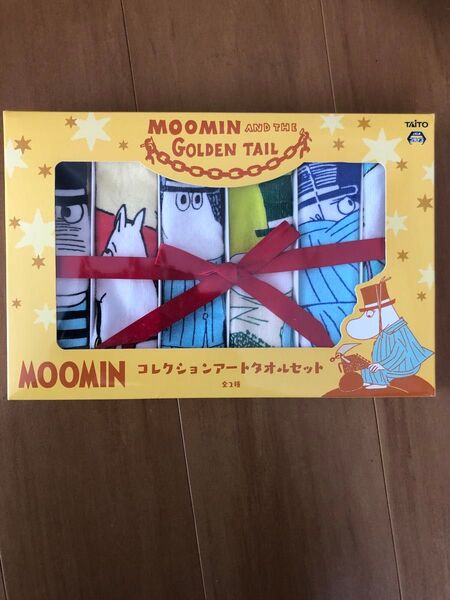 MOOMIN AND THE
GOLDEN TAIL
TAITO
MOOMIN
コレクションアートタオルセット
全2種